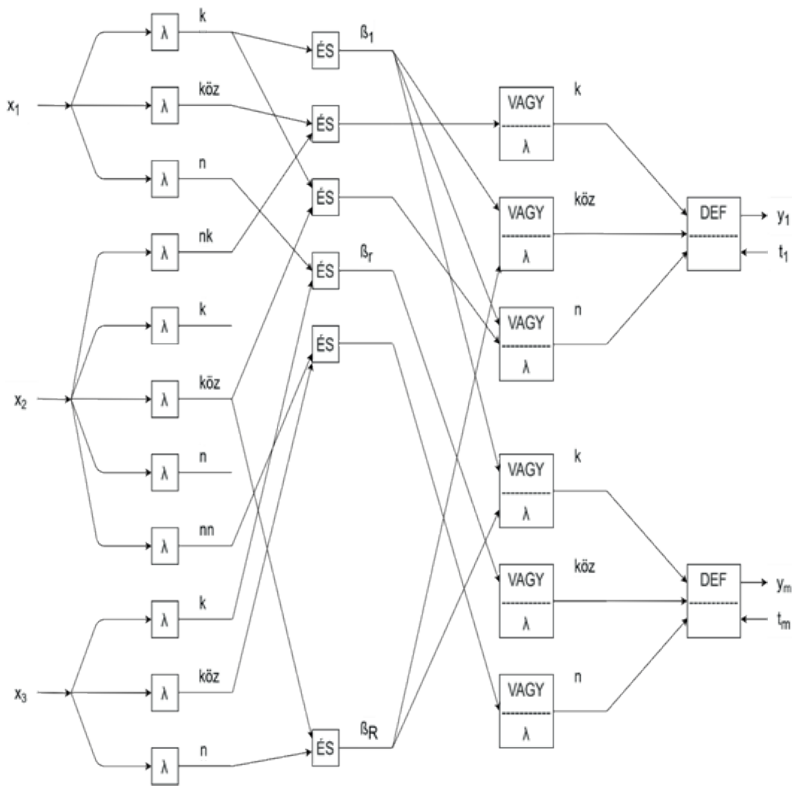 x1
λ k
λ köz
λ n
x2
λ nk
λ k
λ köz
λ n
λ nn
x3
λ k
λ köz
λ n
ÉS ß1
ÉS
ÉS
ÉS ßr
ÉS
ÉS ßR
VAGY k
λ
VAGY köz
λ
VAGY n
λ
VAGY k
λ
VAGY köz
λ
VAGY n
λ
DEF y1
t1
DEF ym
tm